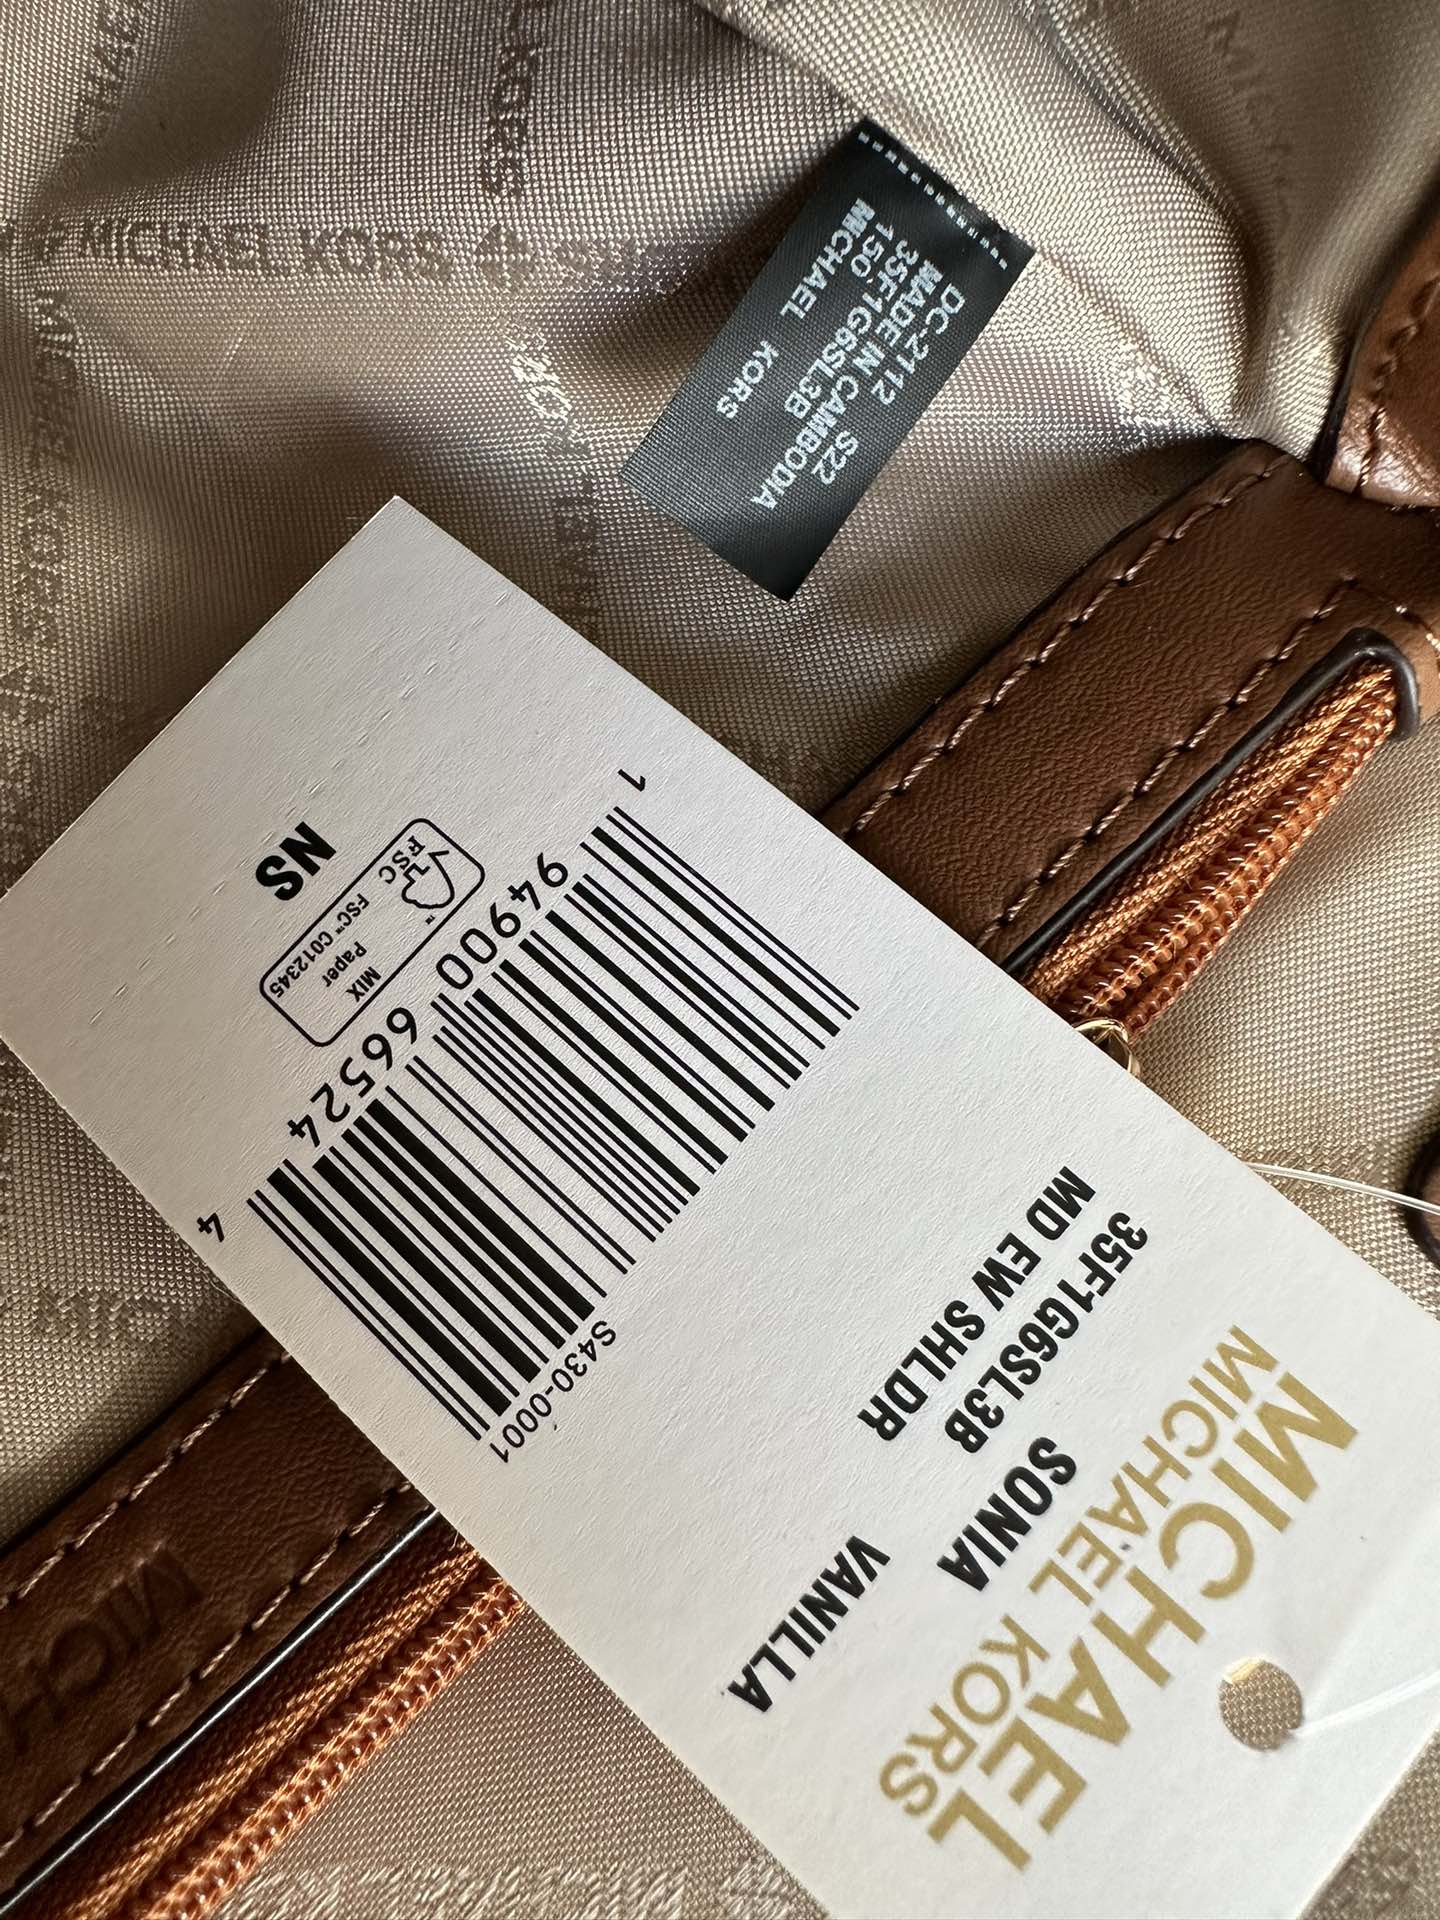 MICHAEL KORS
150
35F1G6SL3B
MADE IN CAMBODIA
DC-2112 S22
MICHAEL
MICHAEL KORS
35F1G6SL3B SONIA
MD EW SHLDR VANILLA
S430-0001
1 94900 66524 4
FSC
MIX
Paper
FSC™ C012345
NS
MICHAEL KORS
KORS